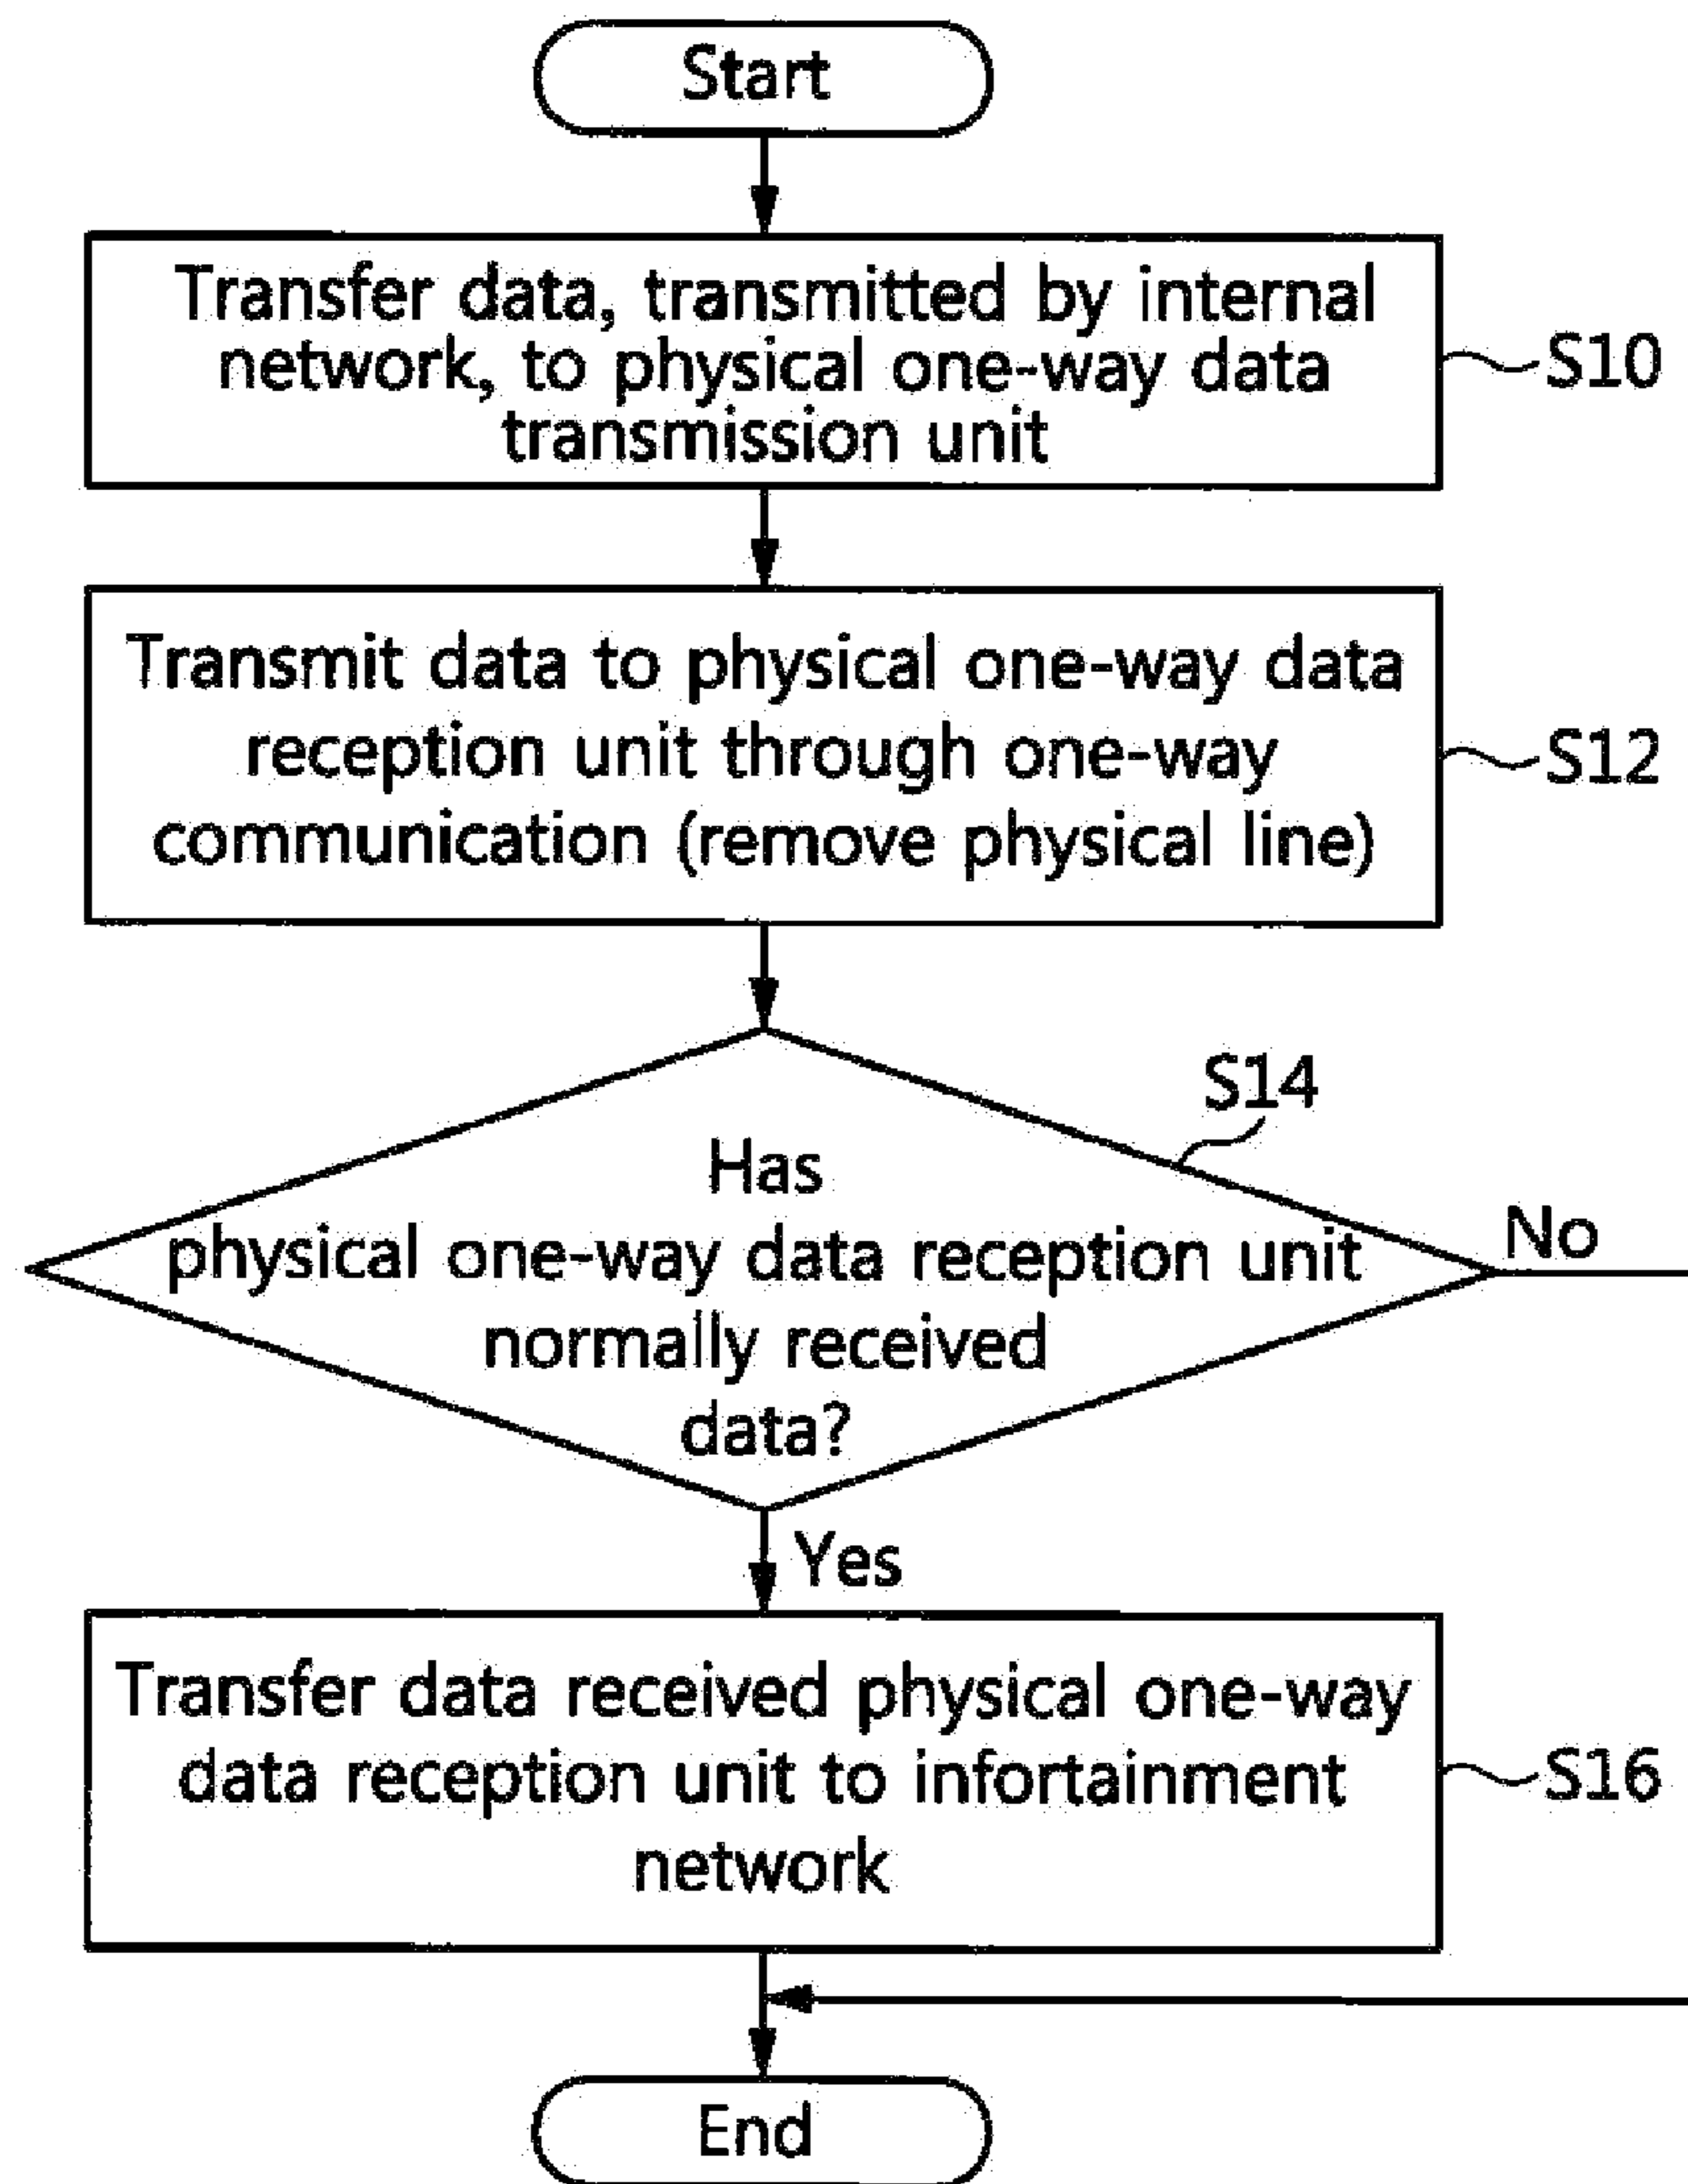 Start
Transfer data, transmitted by internal
network, to physical one-way data
transmission unit
S10
Transmit data to physical one-way data
reception unit through one-way
communication (remove physical line)
S12
S14
Has
physical one-way data reception unit
normally received
data?
No
Yes
Transfer data received physical one-way
data reception unit to infortainment
network
S16
End